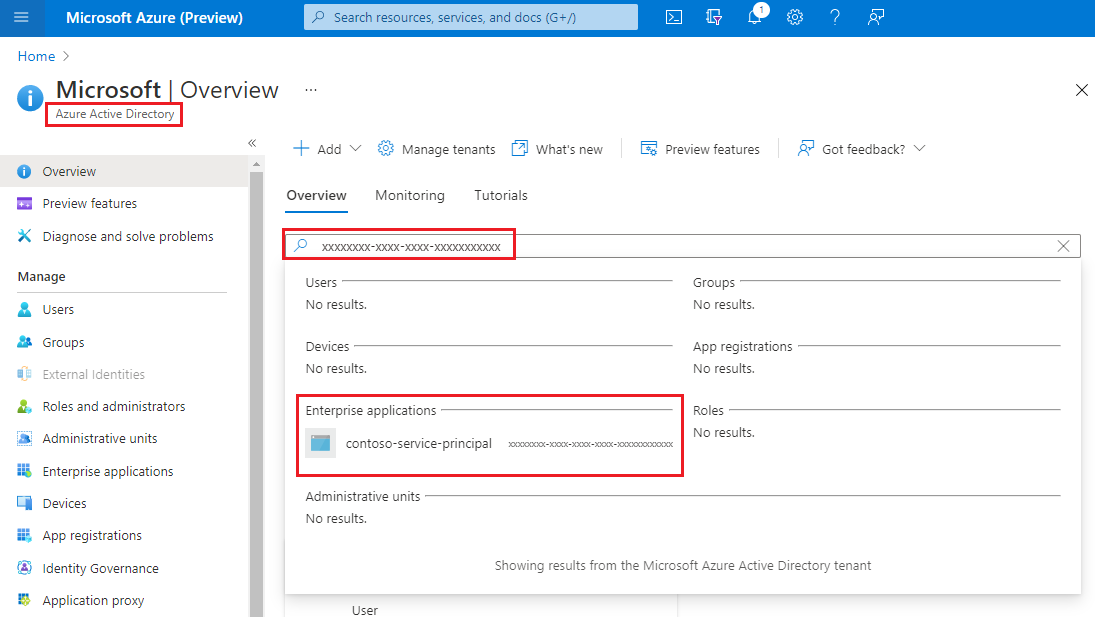 Microsoft Azure (Preview)
Search resources, services, and docs (G+/)
1
Home
Microsoft | Overview
...
Azure Active Directory
Add
Manage tenants
What's new
Preview features
Got feedback?
Overview
Preview features
Diagnose and solve problems
Manage
Users
Groups
External Identities
Roles and administrators
Administrative units
Enterprise applications
Devices
App registrations
Identity Governance
Application proxy
Overview
Monitoring
Tutorials
xxxxxxxx-xxxx-xxxx-xxxxxxxxxxx
Users
No results.
Groups
No results.
Devices
No results.
App registrations
No results.
Enterprise applications
contoso-service-principal xxxxxxxx-xxxx-xxxx-xxxx-xxxxxxxxxxxx
Roles
No results.
Administrative units
No results.
Showing results from the Microsoft Azure Active Directory tenant
User